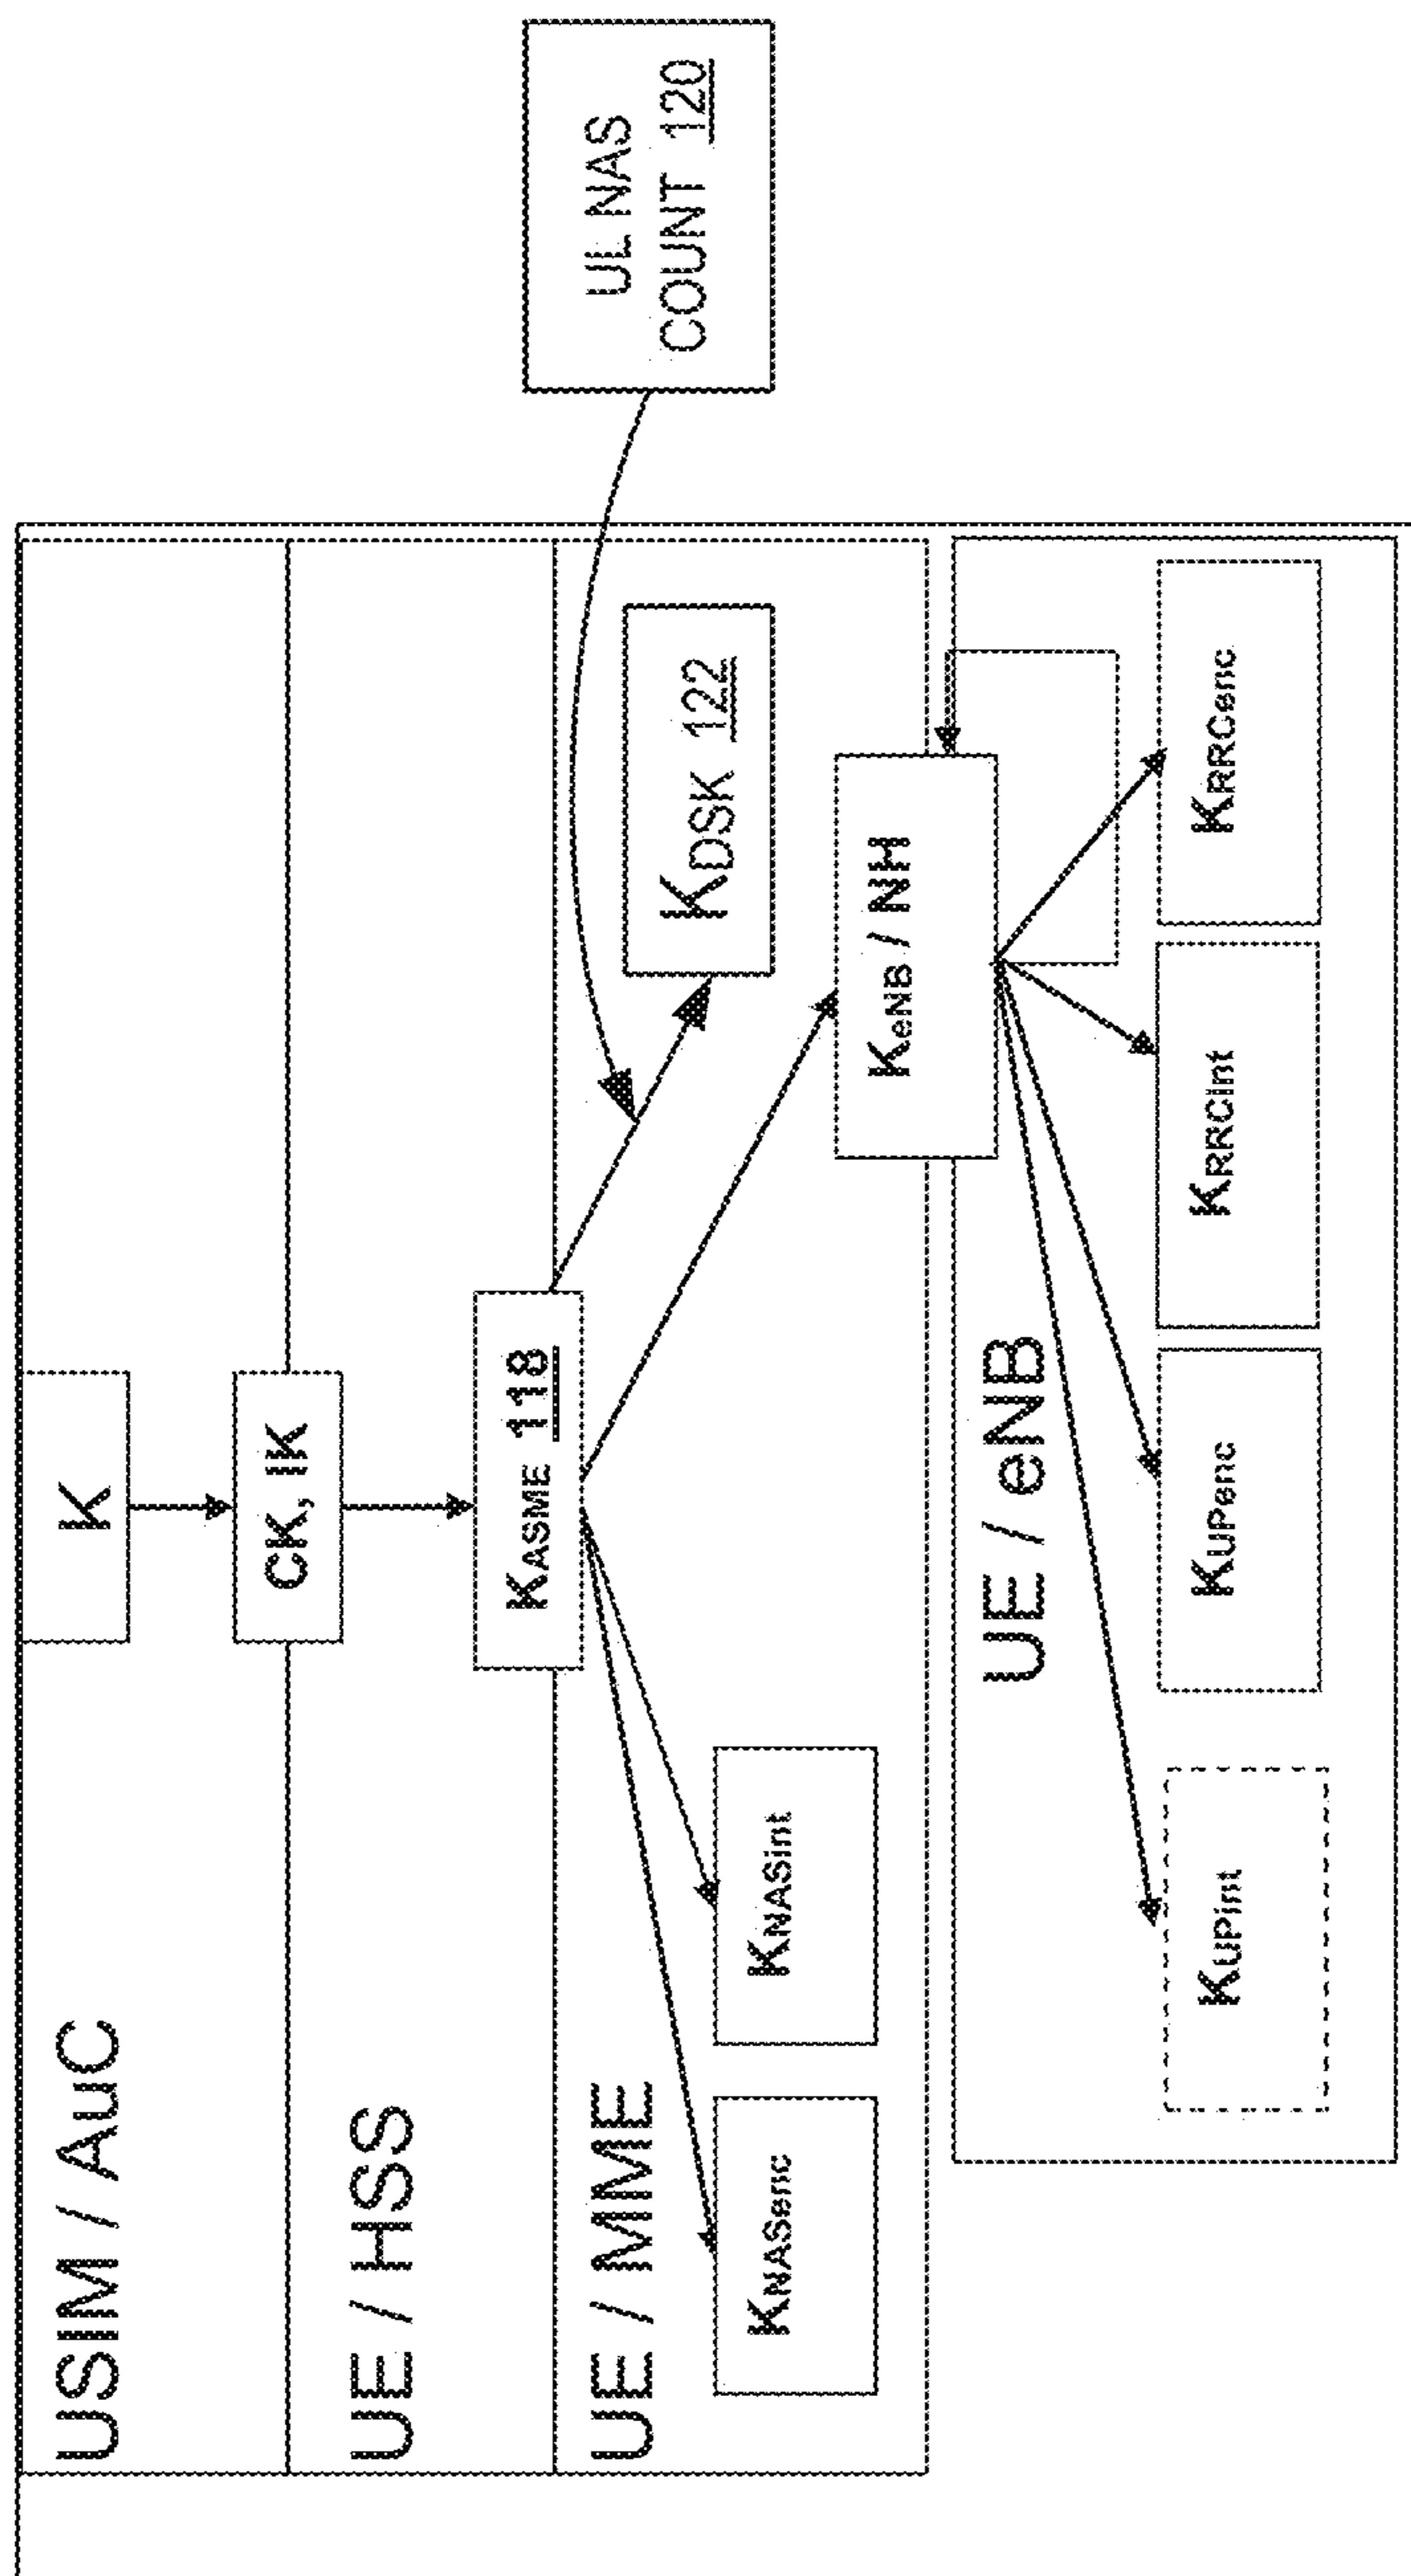 USIM / AuC
K
CK, IK
UE / HSS
KASME 118
UE / MME
UL NAS
COUNT 120
KDSK 122
KNASenc
KNASint
KeNB / NH
UE / eNB
KUPint
KUPenc
KRRCint
KRRCenc